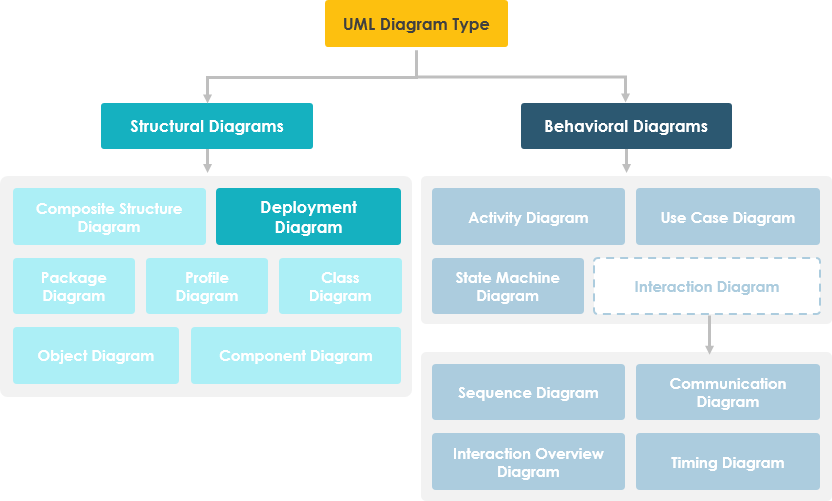 UML Diagram Type
Structural Diagrams
Behavioral Diagrams
Composite Structure
Diagram
Deployment
Diagram
Package
Diagram
Profile
Diagram
Class
Diagram
Object Diagram
Component Diagram
Activity Diagram
Use Case Diagram
State Machine
Diagram
Interaction Diagram
Sequence Diagram
Communication
Diagram
Interaction Overview
Diagram
Timing Diagram